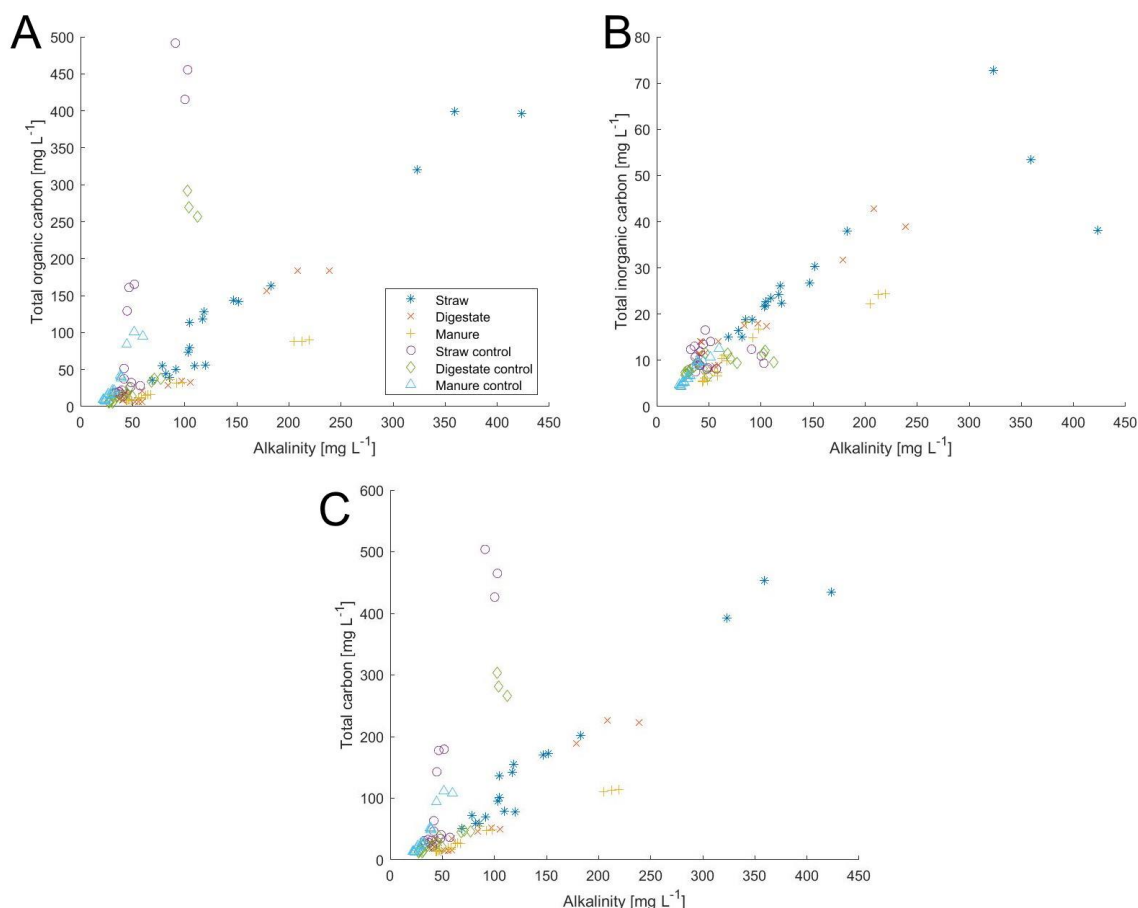 A
500
450
400
350
300
250
200
150
100
50
0
Total organic carbon [mg L⁻¹]
0 50 100 150 200 250 300 350 400 450
Alkalinity [mg L⁻¹]
Straw
Digestate
Manure
Straw control
Digestate control
Manure control
B
80
70
60
50
40
30
20
10
0
Total inorganic carbon [mg L⁻¹]
0 50 100 150 200 250 300 350 400 450
Alkalinity [mg L⁻¹]
C
600
500
400
300
200
100
0
Total carbon [mg L⁻¹]
0 50 100 150 200 250 300 350 400 450
Alkalinity [mg L⁻¹]